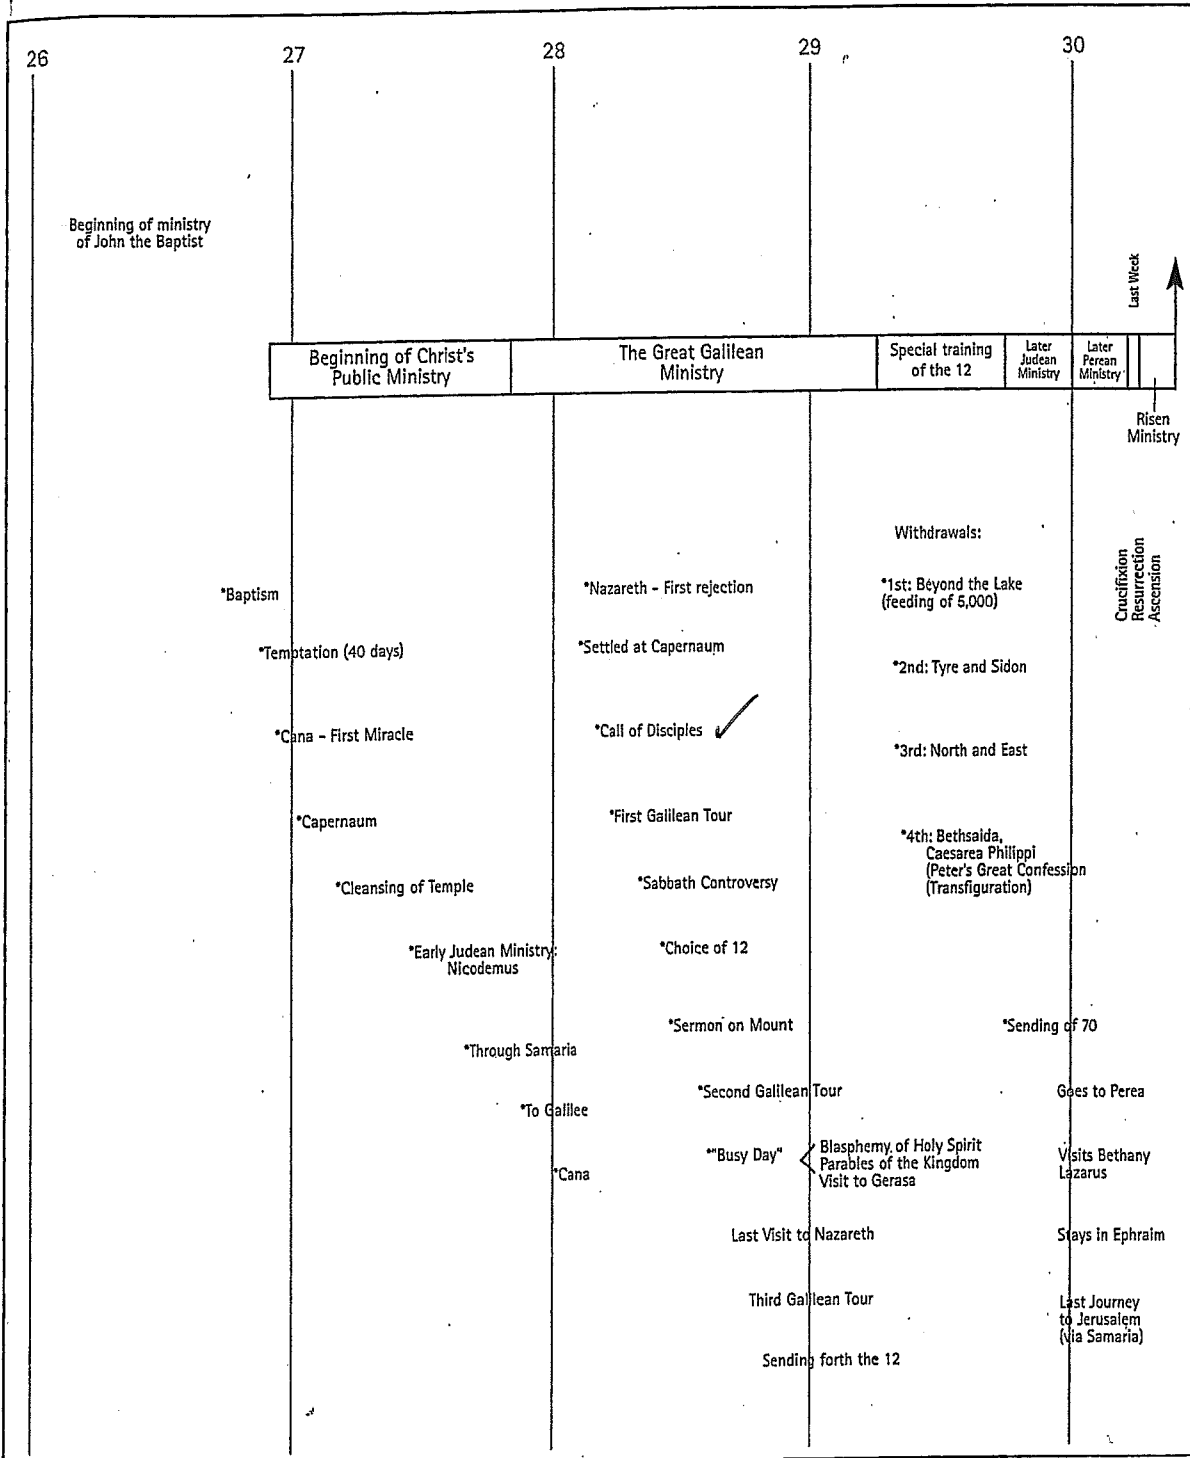 26
27
28
29
30
Beginning of ministry
of John the Baptist
Last Week
Beginning of Christ's
Public Ministry
The Great Galilean
Ministry
Special training
of the 12
Later
Judean
Ministry
Later
Perean
Ministry
Risen
Ministry
*Baptism
*Temptation (40 days)
*Cana - First Miracle
*Capernaum
*Cleansing of Temple
*Early Judean Ministry:
Nicodemus
*Through Samaria
*To Galilee
*Cana
*Nazareth - First rejection
*Settled at Capernaum
*Call of Disciples
*First Galilean Tour
*Sabbath Controversy
*Choice of 12
*Sermon on Mount
*Second Galilean Tour
*"Busy Day"
Blasphemy of Holy Spirit
Parables of the Kingdom
Visit to Gerasa
Last Visit to Nazareth
Third Galilean Tour
Sending forth the 12
Withdrawals:
*1st: Beyond the Lake
(feeding of 5,000)
*2nd: Tyre and Sidon
*3rd: North and East
*4th: Bethsaida,
Caesarea Philippi
(Peter's Great Confession
(Transfiguration)
*Sending of 70
Goes to Perea
Visits Bethany
Lazarus
Stays in Ephraim
Last Journey
to Jerusalem
(via Samaria)
Crucifixion
Resurrection
Ascension